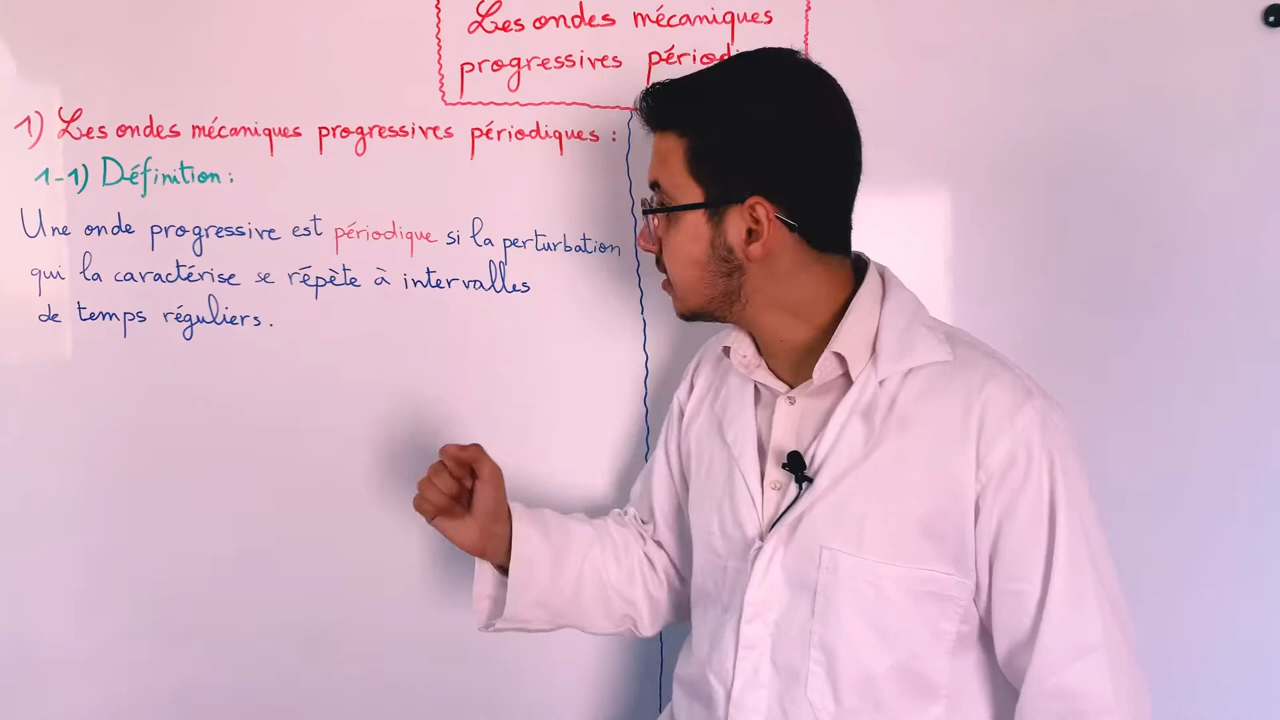 Les ondes mécaniques
progressives
1) Les ondes mécaniques progressives périodiques :
1-1) Définition :
Une onde progressive est périodique si la perturbation
qui la caractérise se répète à intervalles
de temps réguliers.